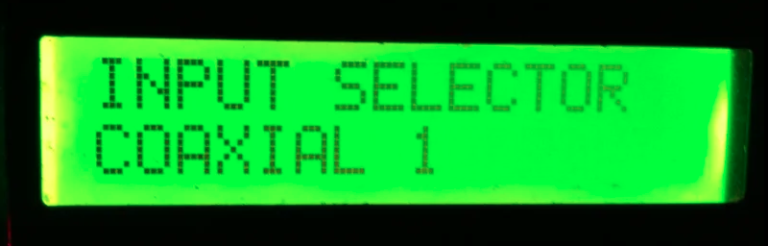 INPUT SELECTOR
COAXIAL 1